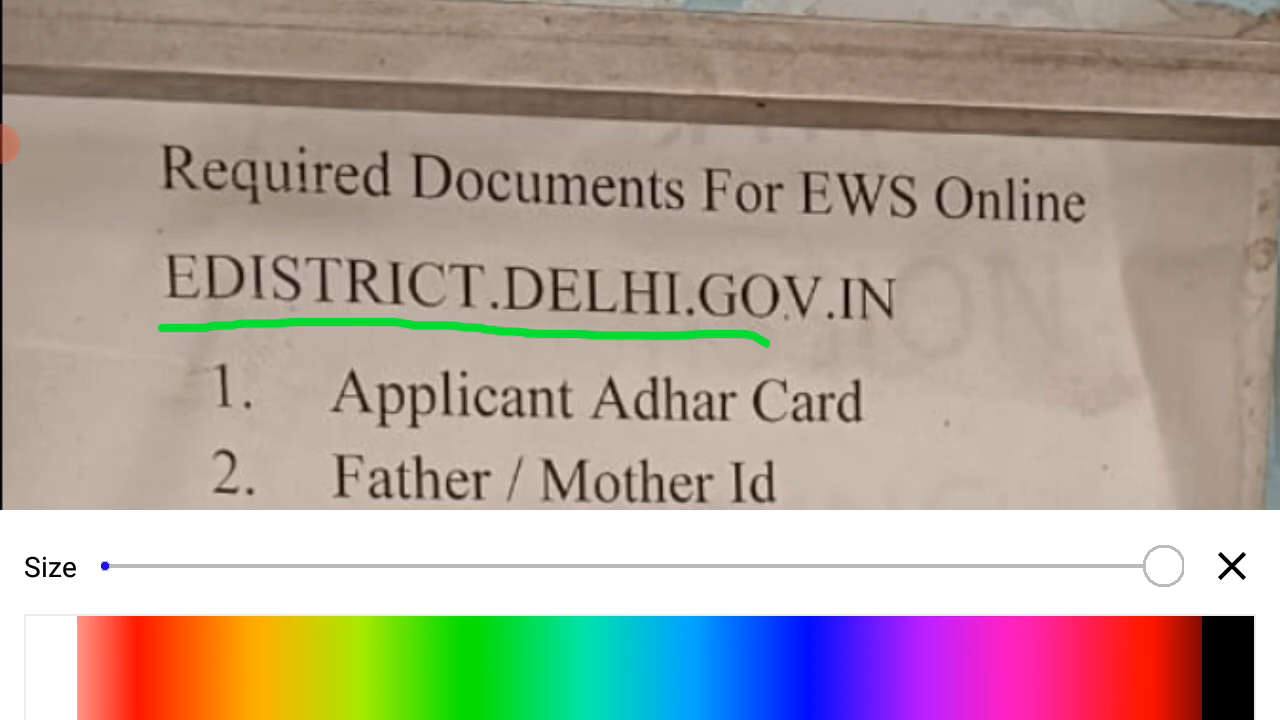 Required Documents For EWS Online
EDISTRICT.DELHI.GOV.IN
1. Applicant Adhar Card
2. Father / Mother Id
Size